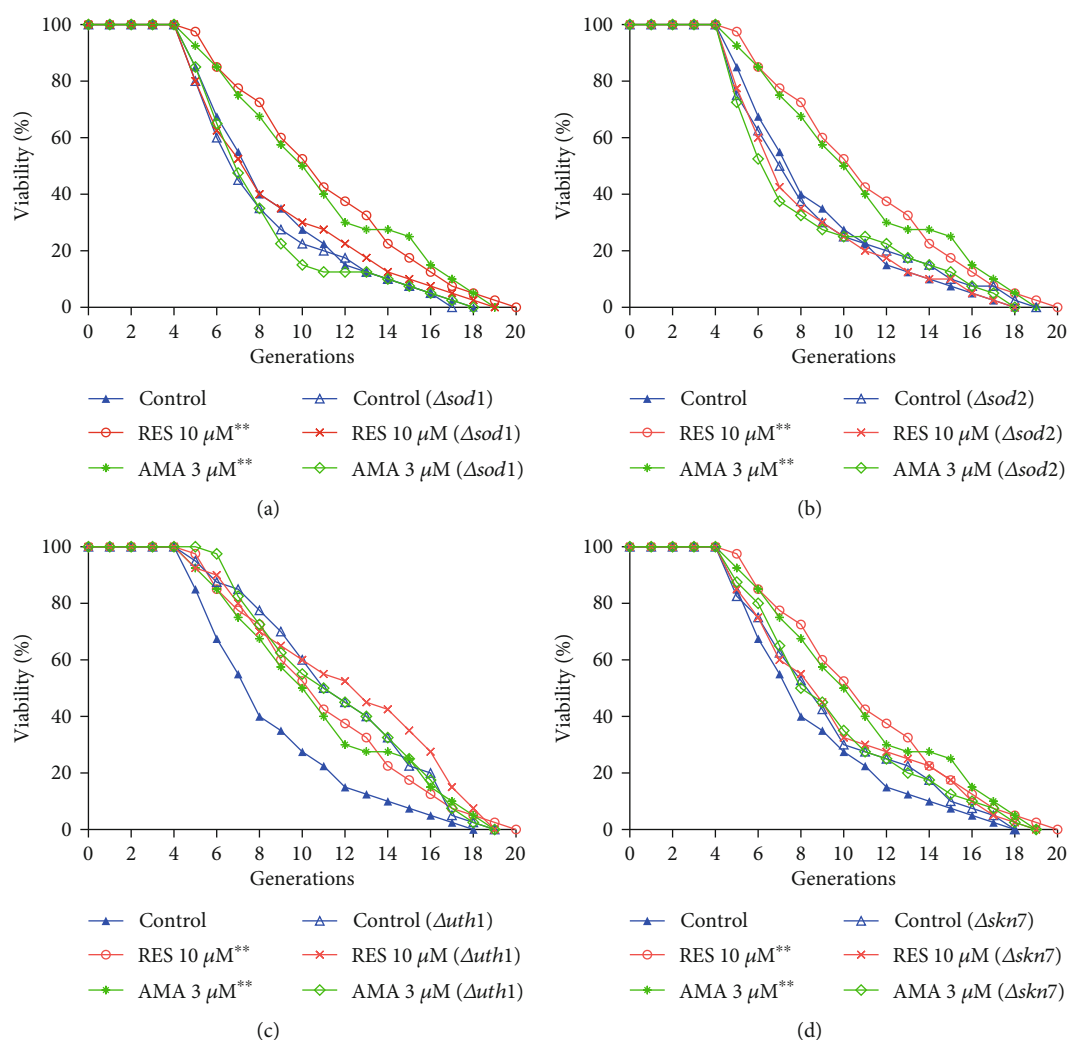 100
80
60
40
20
0
Viability (%)
0 2 4 6 8 10 12 14 16 18 20
Generations
Control
RES 10 μM**
AMA 3 μM**
Control (Δsod1)
RES 10 μM (Δsod1)
AMA 3 μM (Δsod1)
(a)
100
80
60
40
20
0
Viability (%)
0 2 4 6 8 10 12 14 16 18 20
Generations
Control
RES 10 μM**
AMA 3 μM**
Control (Δsod2)
RES 10 μM (Δsod2)
AMA 3 μM (Δsod2)
(b)
100
80
60
40
20
0
Viability (%)
0 2 4 6 8 10 12 14 16 18 20
Generations
Control
RES 10 μM**
AMA 3 μM**
Control (Δuth1)
RES 10 μM (Δuth1)
AMA 3 μM (Δuth1)
(c)
100
80
60
40
20
0
Viability (%)
0 2 4 6 8 10 12 14 16 18 20
Generations
Control
RES 10 μM**
AMA 3 μM**
Control (Δskn7)
RES 10 μM (Δskn7)
AMA 3 μM (Δskn7)
(d)